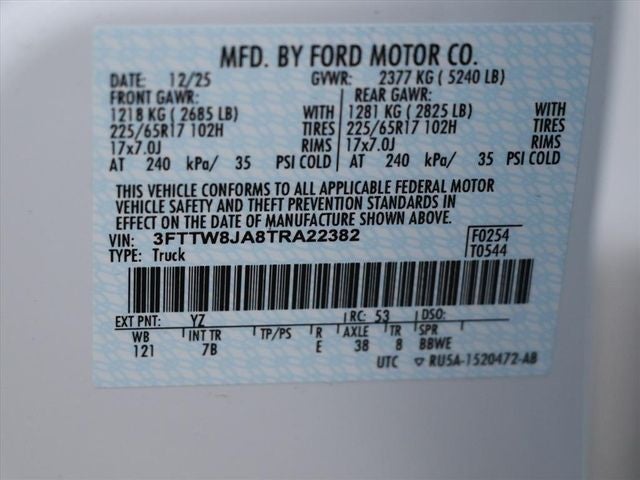 MFD. BY FORD MOTOR CO.
DATE: 12/25 GVWR: 2377 KG ( 5240 LB)
FRONT GAWR: REAR GAWR:
1218 KG ( 2685 LB) WITH 1281 KG ( 2825 LB) WITH
225/65R17 102H TIRES 225/65R17 102H TIRES
17x7.0J RIMS 17x7.0J RIMS
AT 240 kPa/ 35 PSI COLD AT 240 kPa/ 35 PSI COLD
THIS VEHICLE CONFORMS TO ALL APPLICABLE FEDERAL MOTOR
VEHICLE SAFETY AND THEFT PREVENTION STANDARDS IN
EFFECT ON THE DATE OF MANUFACTURE SHOWN ABOVE.
VIN: 3FTTW8JA8TRA22382 F0254
TYPE: Truck T0544
EXT PNT: YZ RC: 53 DSO:
WB INT TR TP/PS R AXLE TR SPR
121 7B E 38 8 BBWE
UTC ▽ RU5A-1520472-AB